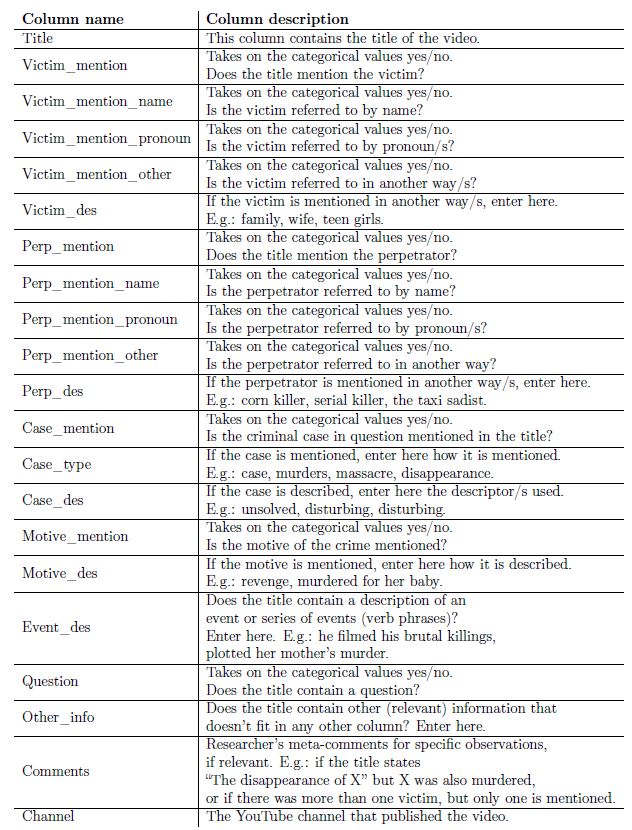 Column name Column description
Title This column contains the title of the video.
Victim_mention Takes on the categorical values yes/no.
Does the title mention the victim?
Victim_mention_name Takes on the categorical values yes/no.
Is the victim referred to by name?
Victim_mention_pronoun Takes on the categorical values yes/no.
Is the victim referred to by pronoun/s?
Victim_mention_other Takes on the categorical values yes/no.
Is the victim referred to in another way/s?
Victim_des If the victim is mentioned in another way/s, enter here.
E.g.: family, wife, teen girls.
Perp_mention Takes on the categorical values yes/no.
Does the title mention the perpetrator?
Perp_mention_name Takes on the categorical values yes/no.
Is the perpetrator referred to by name?
Perp_mention_pronoun Takes on the categorical values yes/no.
Is the perpetrator referred to by pronoun/s?
Perp_mention_other Takes on the categorical values yes/no.
Is the perpetrator referred to in another way?
Perp_des If the perpetrator is mentioned in another way/s, enter here.
E.g.: corn killer, serial killer, the taxi sadist.
Case_mention Takes on the categorical values yes/no.
Is the criminal case in question mentioned in the title?
Case_type If the case is mentioned, enter here how it is mentioned.
E.g.: case, murders, massacre, disappearance.
Case_des If the case is described, enter here the descriptor/s used.
E.g.: unsolved, disturbing, disturbing.
Motive_mention Takes on the categorical values yes/no.
Is the motive of the crime mentioned?
Motive_des If the motive is mentioned, enter here how it is described.
E.g.: revenge, murdered for her baby.
Event_des Does the title contain a description of an
event or series of events (verb phrases)?
Enter here. E.g.: he filmed his brutal killings,
plotted her mother's murder.
Question Takes on the categorical values yes/no.
Does the title contain a question?
Other_info Does the title contain other (relevant) information that
doesn't fit in any other column? Enter here.
Comments Researcher's meta-comments for specific observations,
if relevant. E.g.: if the title states
“The disappearance of X” but X was also murdered,
or if there was more than one victim, but only one is mentioned.
Channel The YouTube channel that published the video.